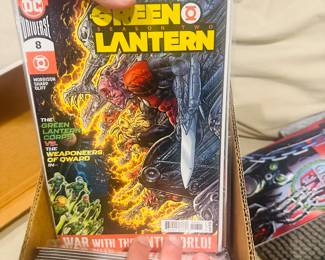 DC
UNIVERSE
GREEN
LANTERN
SEASON TWO
8
MORRISON
SHARP
OLIFF
THE
GREEN
LANTERN
CORPS
VS.
THE
WEAPONEERS
OF QWARD
IN
WAR WITH THE ANTI WORLD!